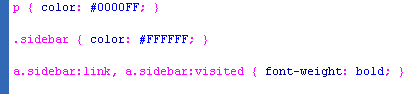 p { color: #0000FF; }
.sidebar { color: #FFFFFF; }
a.sidebar:link, a.sidebar:visited { font-weight: bold; }